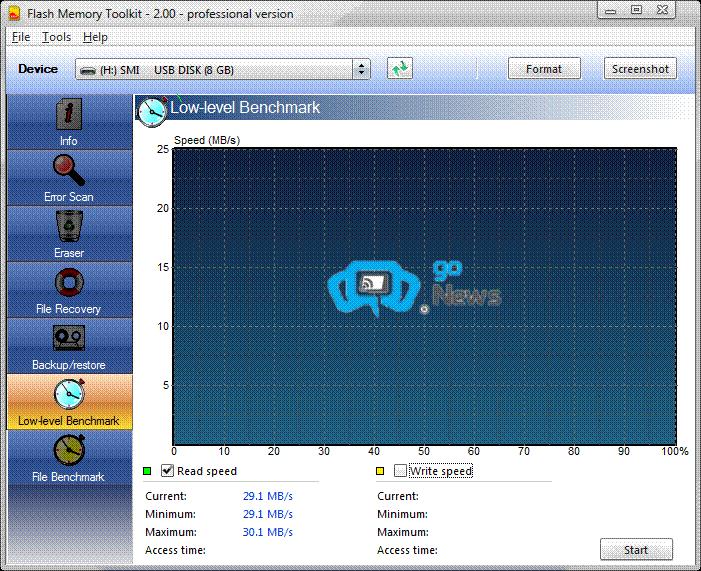 Flash Memory Toolkit - 2.00 - professional version
File Tools Help
Device (H:) SMI USB DISK (8 GB) Format Screenshot
Low-level Benchmark
Info
Error Scan
Eraser
File Recovery
Backup/restore
Low-level Benchmark
File Benchmark
Speed (MB/s)
25
20
15
10
5
0 10 20 30 40 50 60 70 80 90 100%
go
News
Read speed Write speed
Current: 29.1 MB/s Current:
Minimum: 29.1 MB/s Minimum:
Maximum: 30.1 MB/s Maximum:
Access time: Access time:
Start